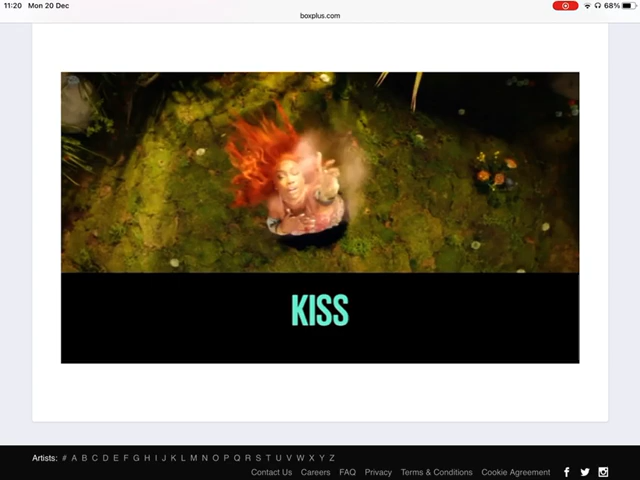 11:20 Mon 20 Dec
68%
boxplus.com
KISS
Artists: # A B C D E F G H I J K L M N O P Q R S T U V W X Y Z
Contact Us Careers FAQ Privacy Terms & Conditions Cookie Agreement